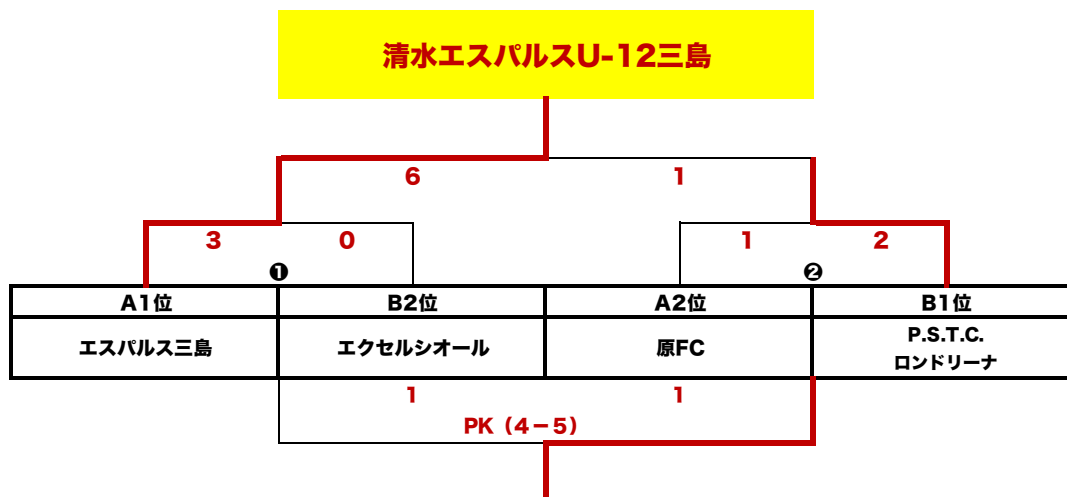 清水エスパルスU-12三島
6 1
3 0 1 2
❶ ❷
A1位 B2位 A2位 B1位
エスパルス三島 エクセルシオール 原FC P.S.T.C.
ロンドリーナ
1 1
PK（4－5）